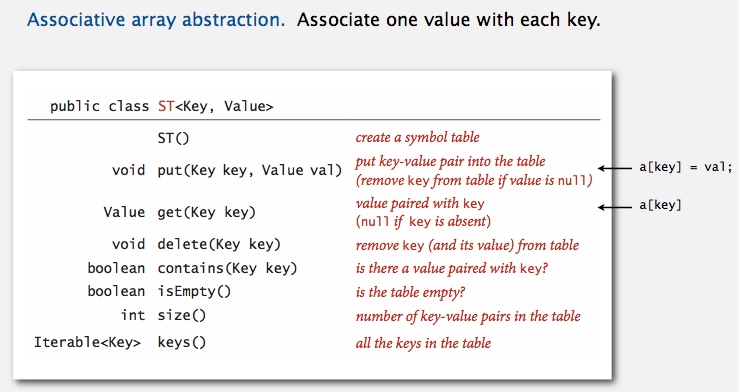 Associative array abstraction. Associate one value with each key.
public class ST<Key, Value>
ST() create a symbol table
void put(Key key, Value val) put key-value pair into the table
(remove key from table if value is null)
a[key] = val;
Value get(Key key) value paired with key
(null if key is absent)
a[key]
void delete(Key key) remove key (and its value) from table
boolean contains(Key key) is there a value paired with key?
boolean isEmpty() is the table empty?
int size() number of key-value pairs in the table
Iterable<Key> keys() all the keys in the table